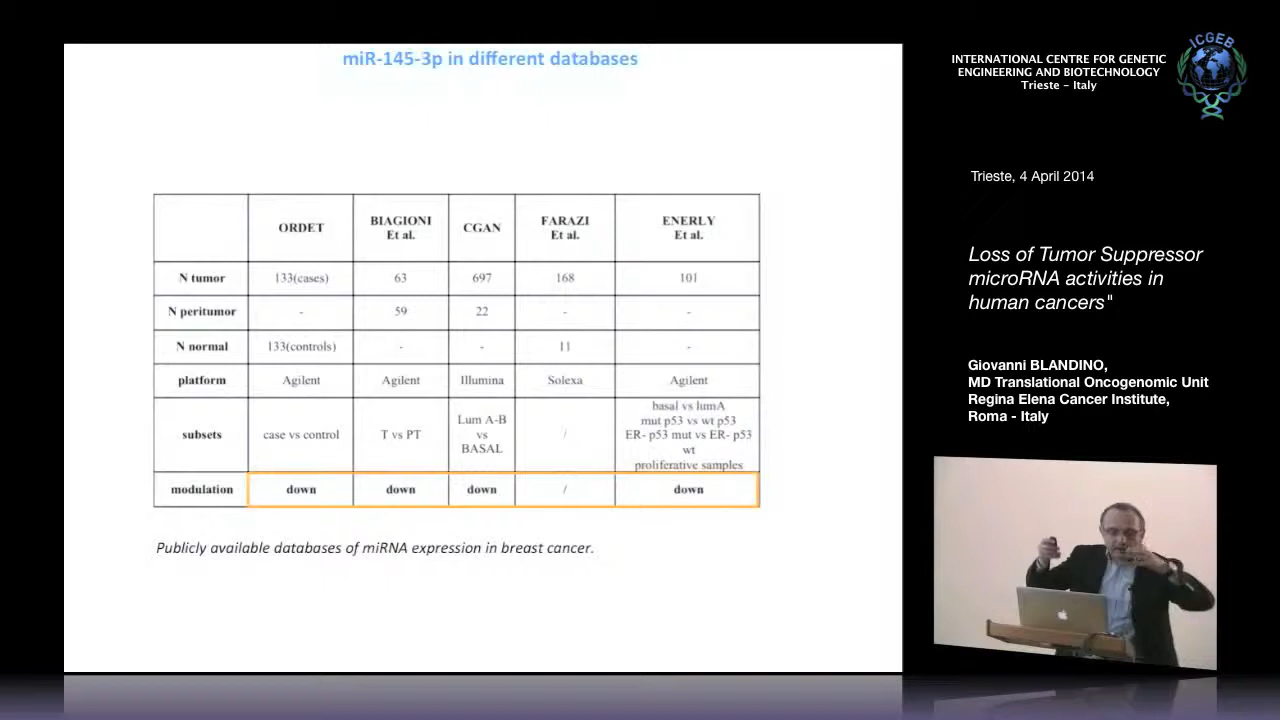 miR-145-3p in different databases
ORDET BIAGIONI Et al. CGAN FARAZI Et al. ENERLY Et al.
N tumor 133(cases) 63 697 168 101
N peritumor - 59 22 - -
N normal 133(controls) - - 11 -
platform Agilent Agilent Illumina Solexa Agilent
subsets case vs control T vs PT Lum A-B vs BASAL / basal vs lumA mut p53 vs wt p53 ER- p53 mut vs ER- p53 wt proliferative samples
modulation down down down / down
Publicly available databases of miRNA expression in breast cancer.
INTERNATIONAL CENTRE FOR GENETIC
ENGINEERING AND BIOTECHNOLOGY
Trieste - Italy
ICGEB
Trieste, 4 April 2014
Loss of Tumor Suppressor
microRNA activities in
human cancers"
Giovanni BLANDINO,
MD Translational Oncogenomic Unit
Regina Elena Cancer Institute,
Roma - Italy